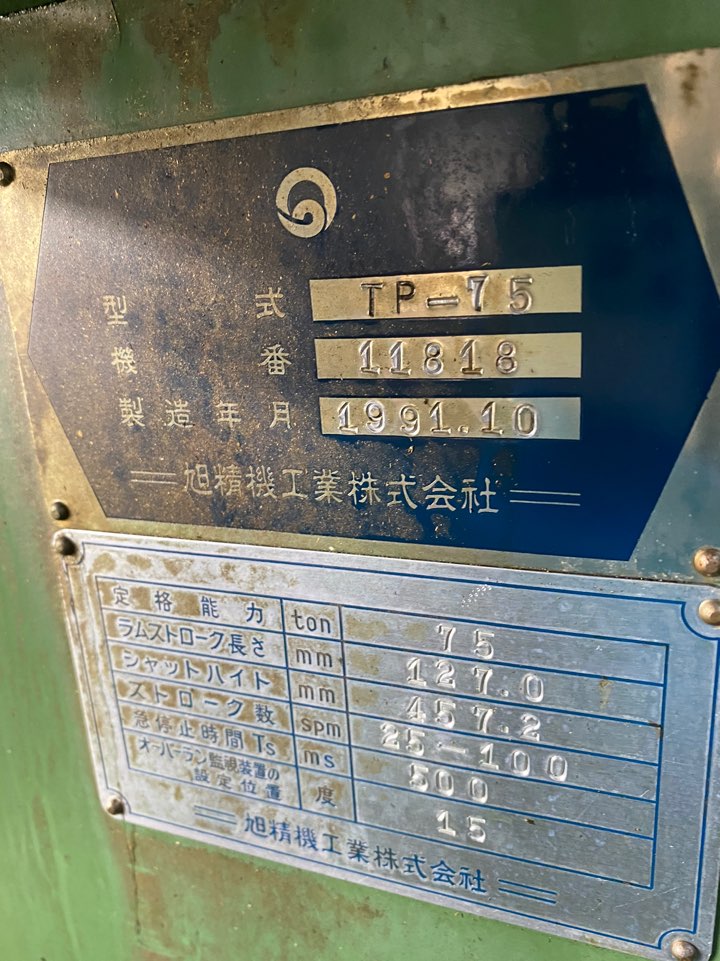 型式 TP-75
機番 11818
製造年月 1991.10
旭精機工業株式会社
定格能力 ton 75
ラムストローク長さ mm 127.0
シャットハイト mm 457.2
ストローク数 spm 25-100
急停止時間Ts ms 500
オーバーラン監視装置の
設定位置 度 15
旭精機工業株式会社